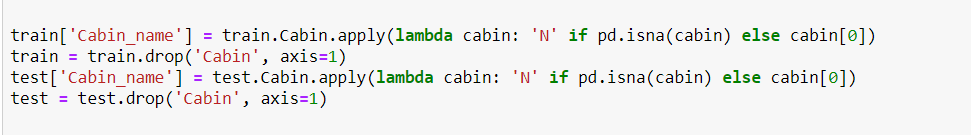 train['Cabin_name'] = train.Cabin.apply(lambda cabin: 'N' if pd.isna(cabin) else cabin[0])
train = train.drop('Cabin', axis=1)
test['Cabin_name'] = test.Cabin.apply(lambda cabin: 'N' if pd.isna(cabin) else cabin[0])
test = test.drop('Cabin', axis=1)